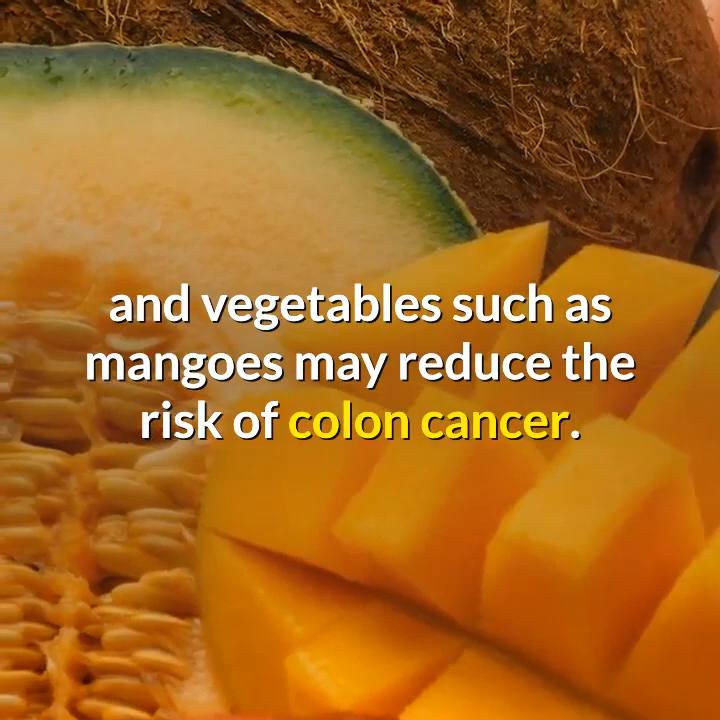 and vegetables such as
mangoes may reduce the
risk of colon cancer.